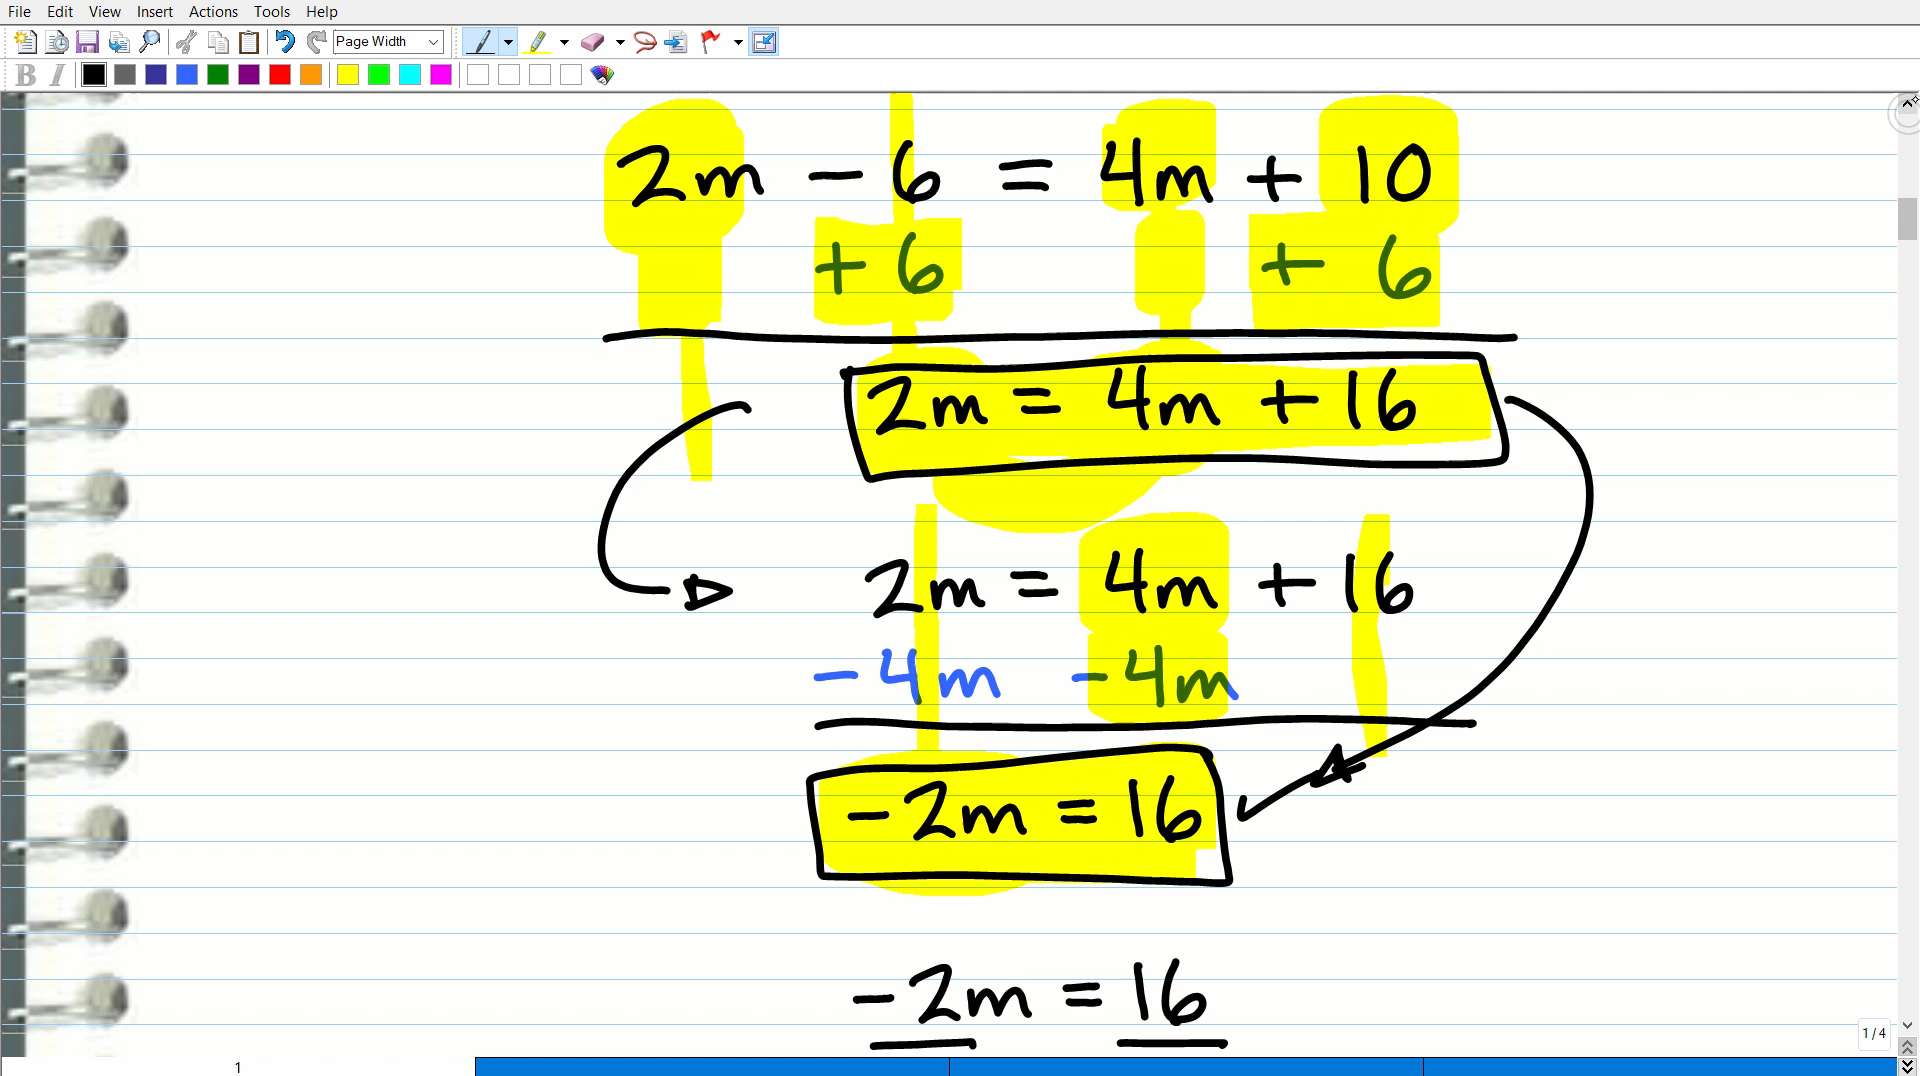 File Edit View Insert Actions Tools Help
Page Width
B I
2m - 6 = 4m + 10
+ 6 + 6
2m = 4m + 16
2m = 4m + 16
- 4m - 4m
- 2m = 16
- 2m = 16
1 / 4
1